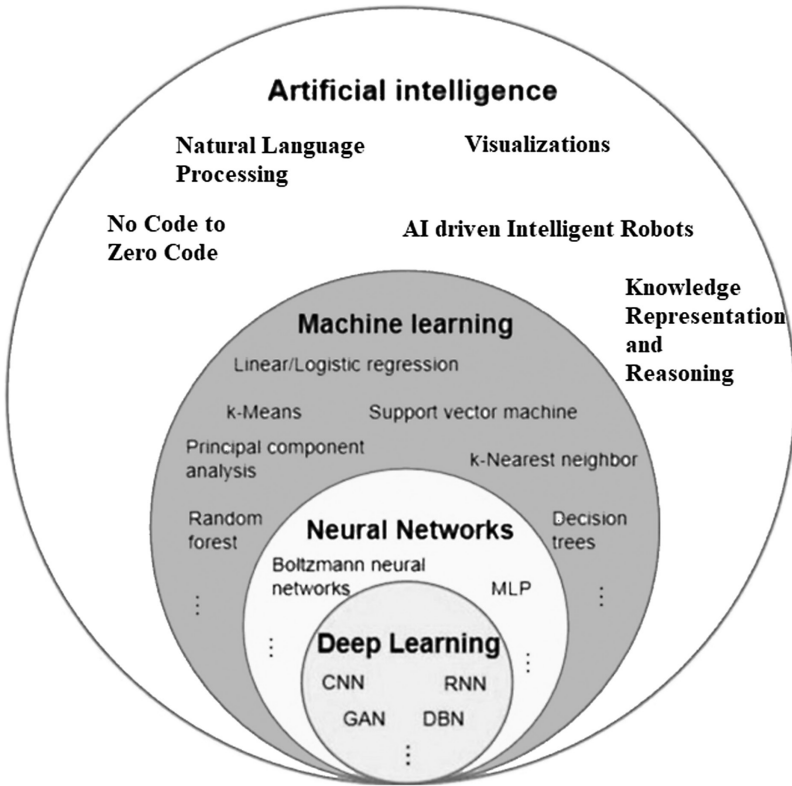 Artificial intelligence
Natural Language
Processing
Visualizations
No Code to
Zero Code
AI driven Intelligent Robots
Knowledge
Representation
and
Reasoning
Machine learning
Linear/Logistic regression
k-Means
Support vector machine
Principal component
analysis
k-Nearest neighbor
Random
forest
Decision
trees
⋮
⋮
Neural Networks
Boltzmann neural
networks
MLP
⋮
⋮
Deep Learning
CNN
RNN
GAN
DBN
⋮